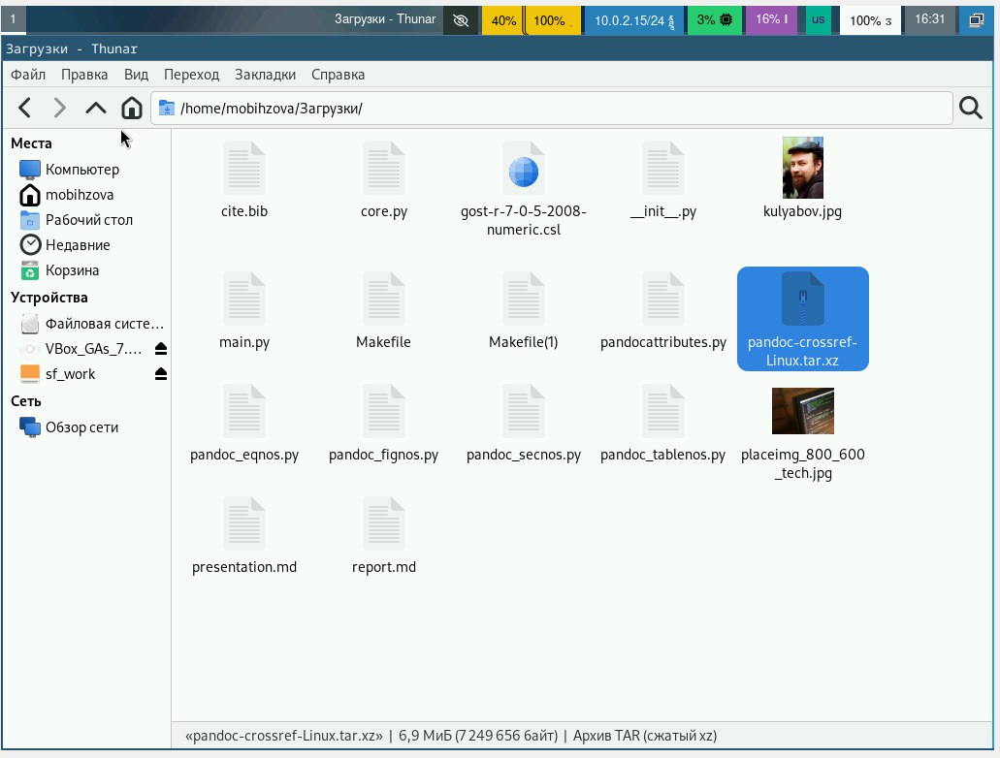 1
Загрузки - Thunar
40%
100%
10.0.2.15/24
3%
16%
us
100%
16:31
Загрузки - Thunar
Файл Правка Вид Переход Закладки Справка
/home/mobihzova/Загрузки/
Места
Компьютер
mobihzova
Рабочий стол
Недавние
Корзина
Устройства
Файловая систе...
VBox_GAs_7....
sf_work
Сеть
Обзор сети
cite.bib
core.py
gost-r-7-0-5-2008-
numeric.csl
__init__.py
kulyabov.jpg
main.py
Makefile
Makefile(1)
pandocattributes.py
pandoc-crossref-
Linux.tar.xz
pandoc_eqnos.py
pandoc_fignos.py
pandoc_secnos.py
pandoc_tablenos.py
placeimg_800_600
_tech.jpg
presentation.md
report.md
«pandoc-crossref-Linux.tar.xz» | 6,9 МиБ (7 249 656 байт) | Архив TAR (сжатый xz)